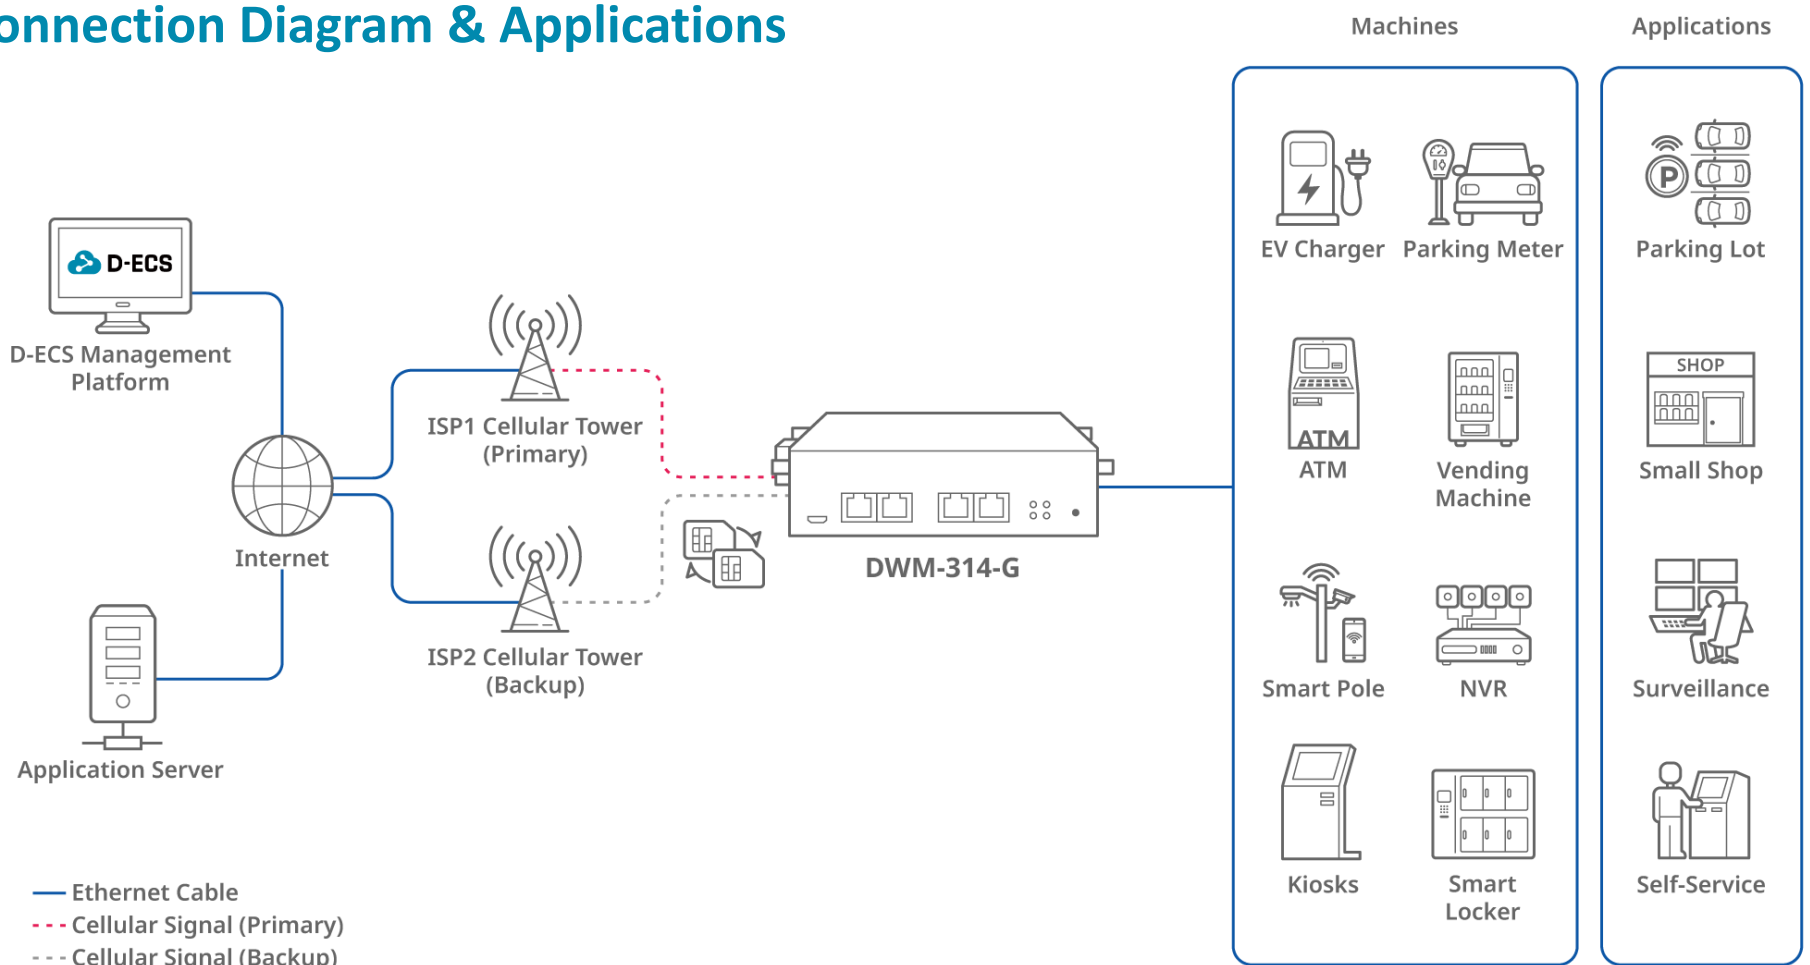 onnection Diagram & Applications
Machines
Applications
EV Charger
Parking Meter
Parking Lot
D-ECS
D-ECS Management
Platform
ISP1 Cellular Tower
(Primary)
ATM
ATM
Vending
Machine
SHOP
Small Shop
P
Internet
DWM-314-G
ISP2 Cellular Tower
(Backup)
Smart Pole
NVR
Surveillance
Application Server
Kiosks
Smart
Locker
Self-Service
Ethernet Cable
Cellular Signal (Primary)
Cellular Signal (Backup)